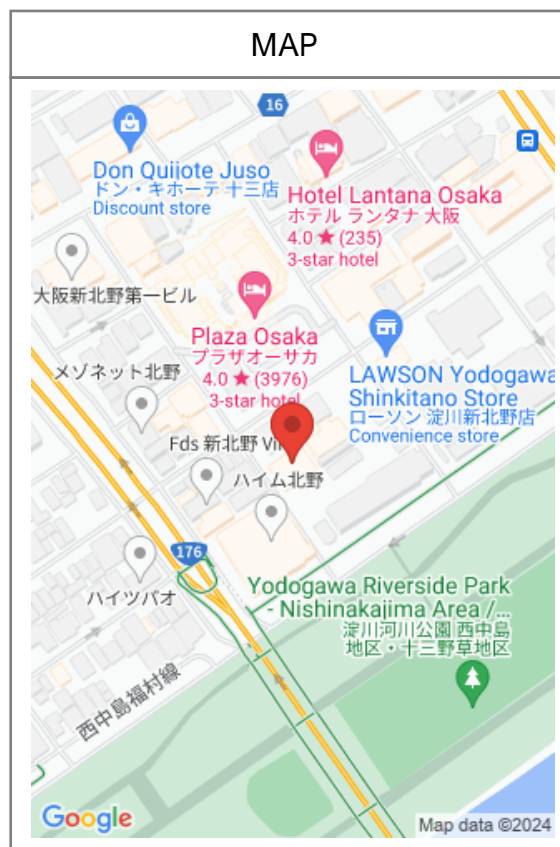 MAP
16
Don Quijote Juso
ドン・キホーテ 十三店
Discount store
Hotel Lantana Osaka
ホテル ランタナ 大阪
4.0 ★ (235)
3-star hotel
大阪新北野第一ビル
Plaza Osaka
プラザオーサカ
4.0 ★ (3976)
3-star hotel
メゾネット北野
LAWSON Yodogawa
Shinkitano Store
ローソン 淀川新北野店
Convenience store
Fds 新北野
ハイム北野
176
ハイツバオ
Yodogawa Riverside Park
- Nishinakajima Area /...
淀川河川公園 西中島
地区・十三野草地区
西中島福村線
Google
Map data ©2024